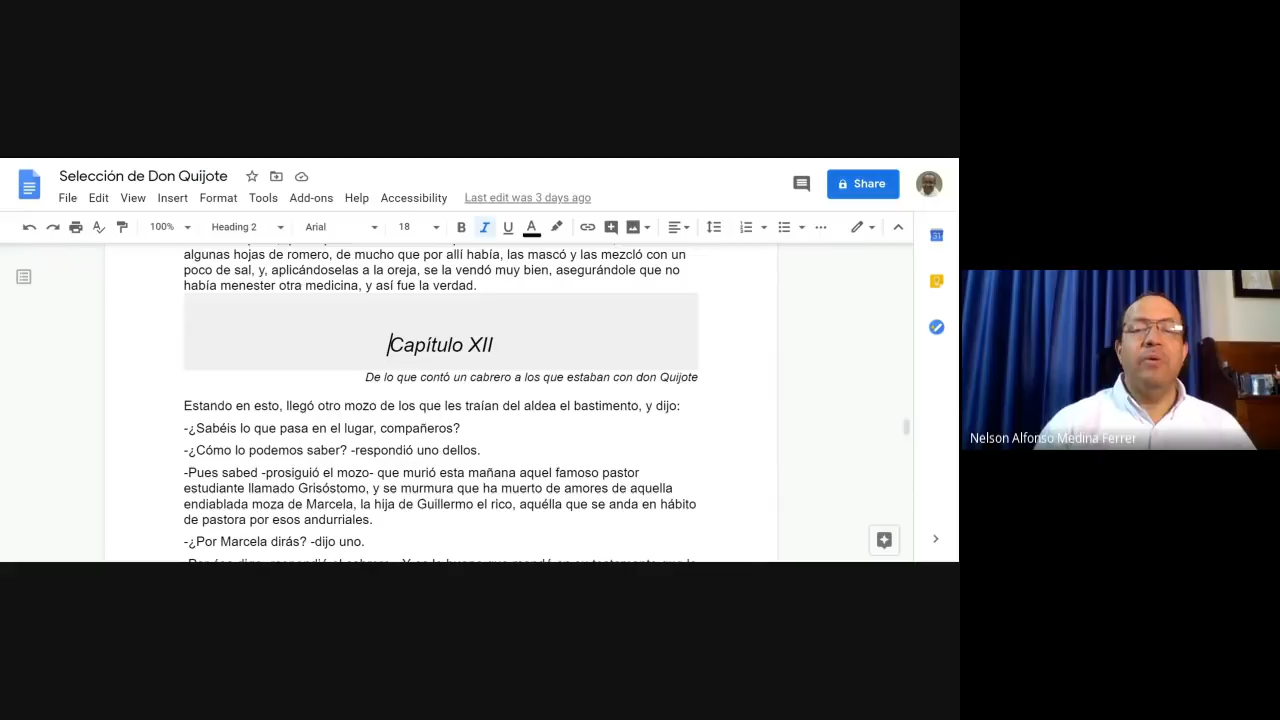 Selección de Don Quijote
Share
File Edit View Insert Format Tools Add-ons Help Accessibility Last edit was 3 days ago
100% Heading 2 Arial 18 B I U A
algunas hojas de romero, de mucho que por allí había, las mascó y las mezcló con un
poco de sal, y, aplicándoselas a la oreja, se la vendó muy bien, asegurándole que no
había menester otra medicina, y así fue la verdad.
Capítulo XII
De lo que contó un cabrero a los que estaban con don Quijote
Estando en esto, llegó otro mozo de los que les traían del aldea el bastimento, y dijo:
-¿Sabéis lo que pasa en el lugar, compañeros?
-¿Cómo lo podemos saber? -respondió uno dellos.
-Pues sabed -prosiguió el mozo- que murió esta mañana aquel famoso pastor
estudiante llamado Grisóstomo, y se murmura que ha muerto de amores de aquella
endiablada moza de Marcela, la hija de Guillermo el rico, aquélla que se anda en hábito
de pastora por esos andurriales.
-¿Por Marcela dirás? -dijo uno.
Nelson Alfonso Medina Ferrer